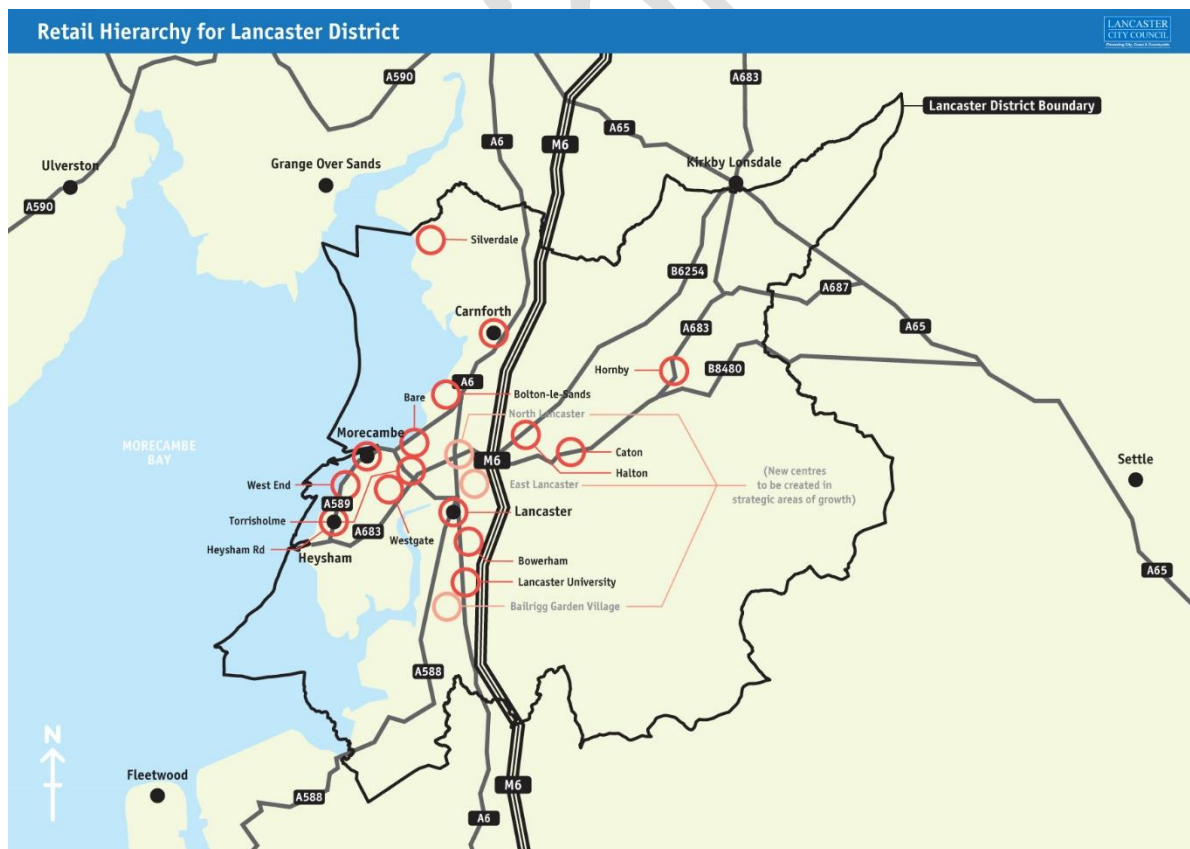 Retail Hierarchy for Lancaster District
LANCASTER
CITY COUNCIL
Promoting City, Coast & Countryside
A590
A683
Lancaster District Boundary
A6
M6
A65
Ulverston
Grange Over Sands
Kirkby Lonsdale
A590
Silverdale
B6254
A687
Carnforth
A683
A65
Hornby
B8480
A6
Bare
Bolton-le-Sands
North Lancaster
Morecambe
MORECAMBE
BAY
M6
Caton
Halton
(New centres
to be created in
strategic areas of growth)
Settle
West End
East Lancaster
A589
Lancaster
Torrisholme
A683
Westgate
Heysham Rd
Heysham
Bowerham
A65
Lancaster University
Bailrigg Garden Village
A588
N
Fleetwood
M6
A588
A6